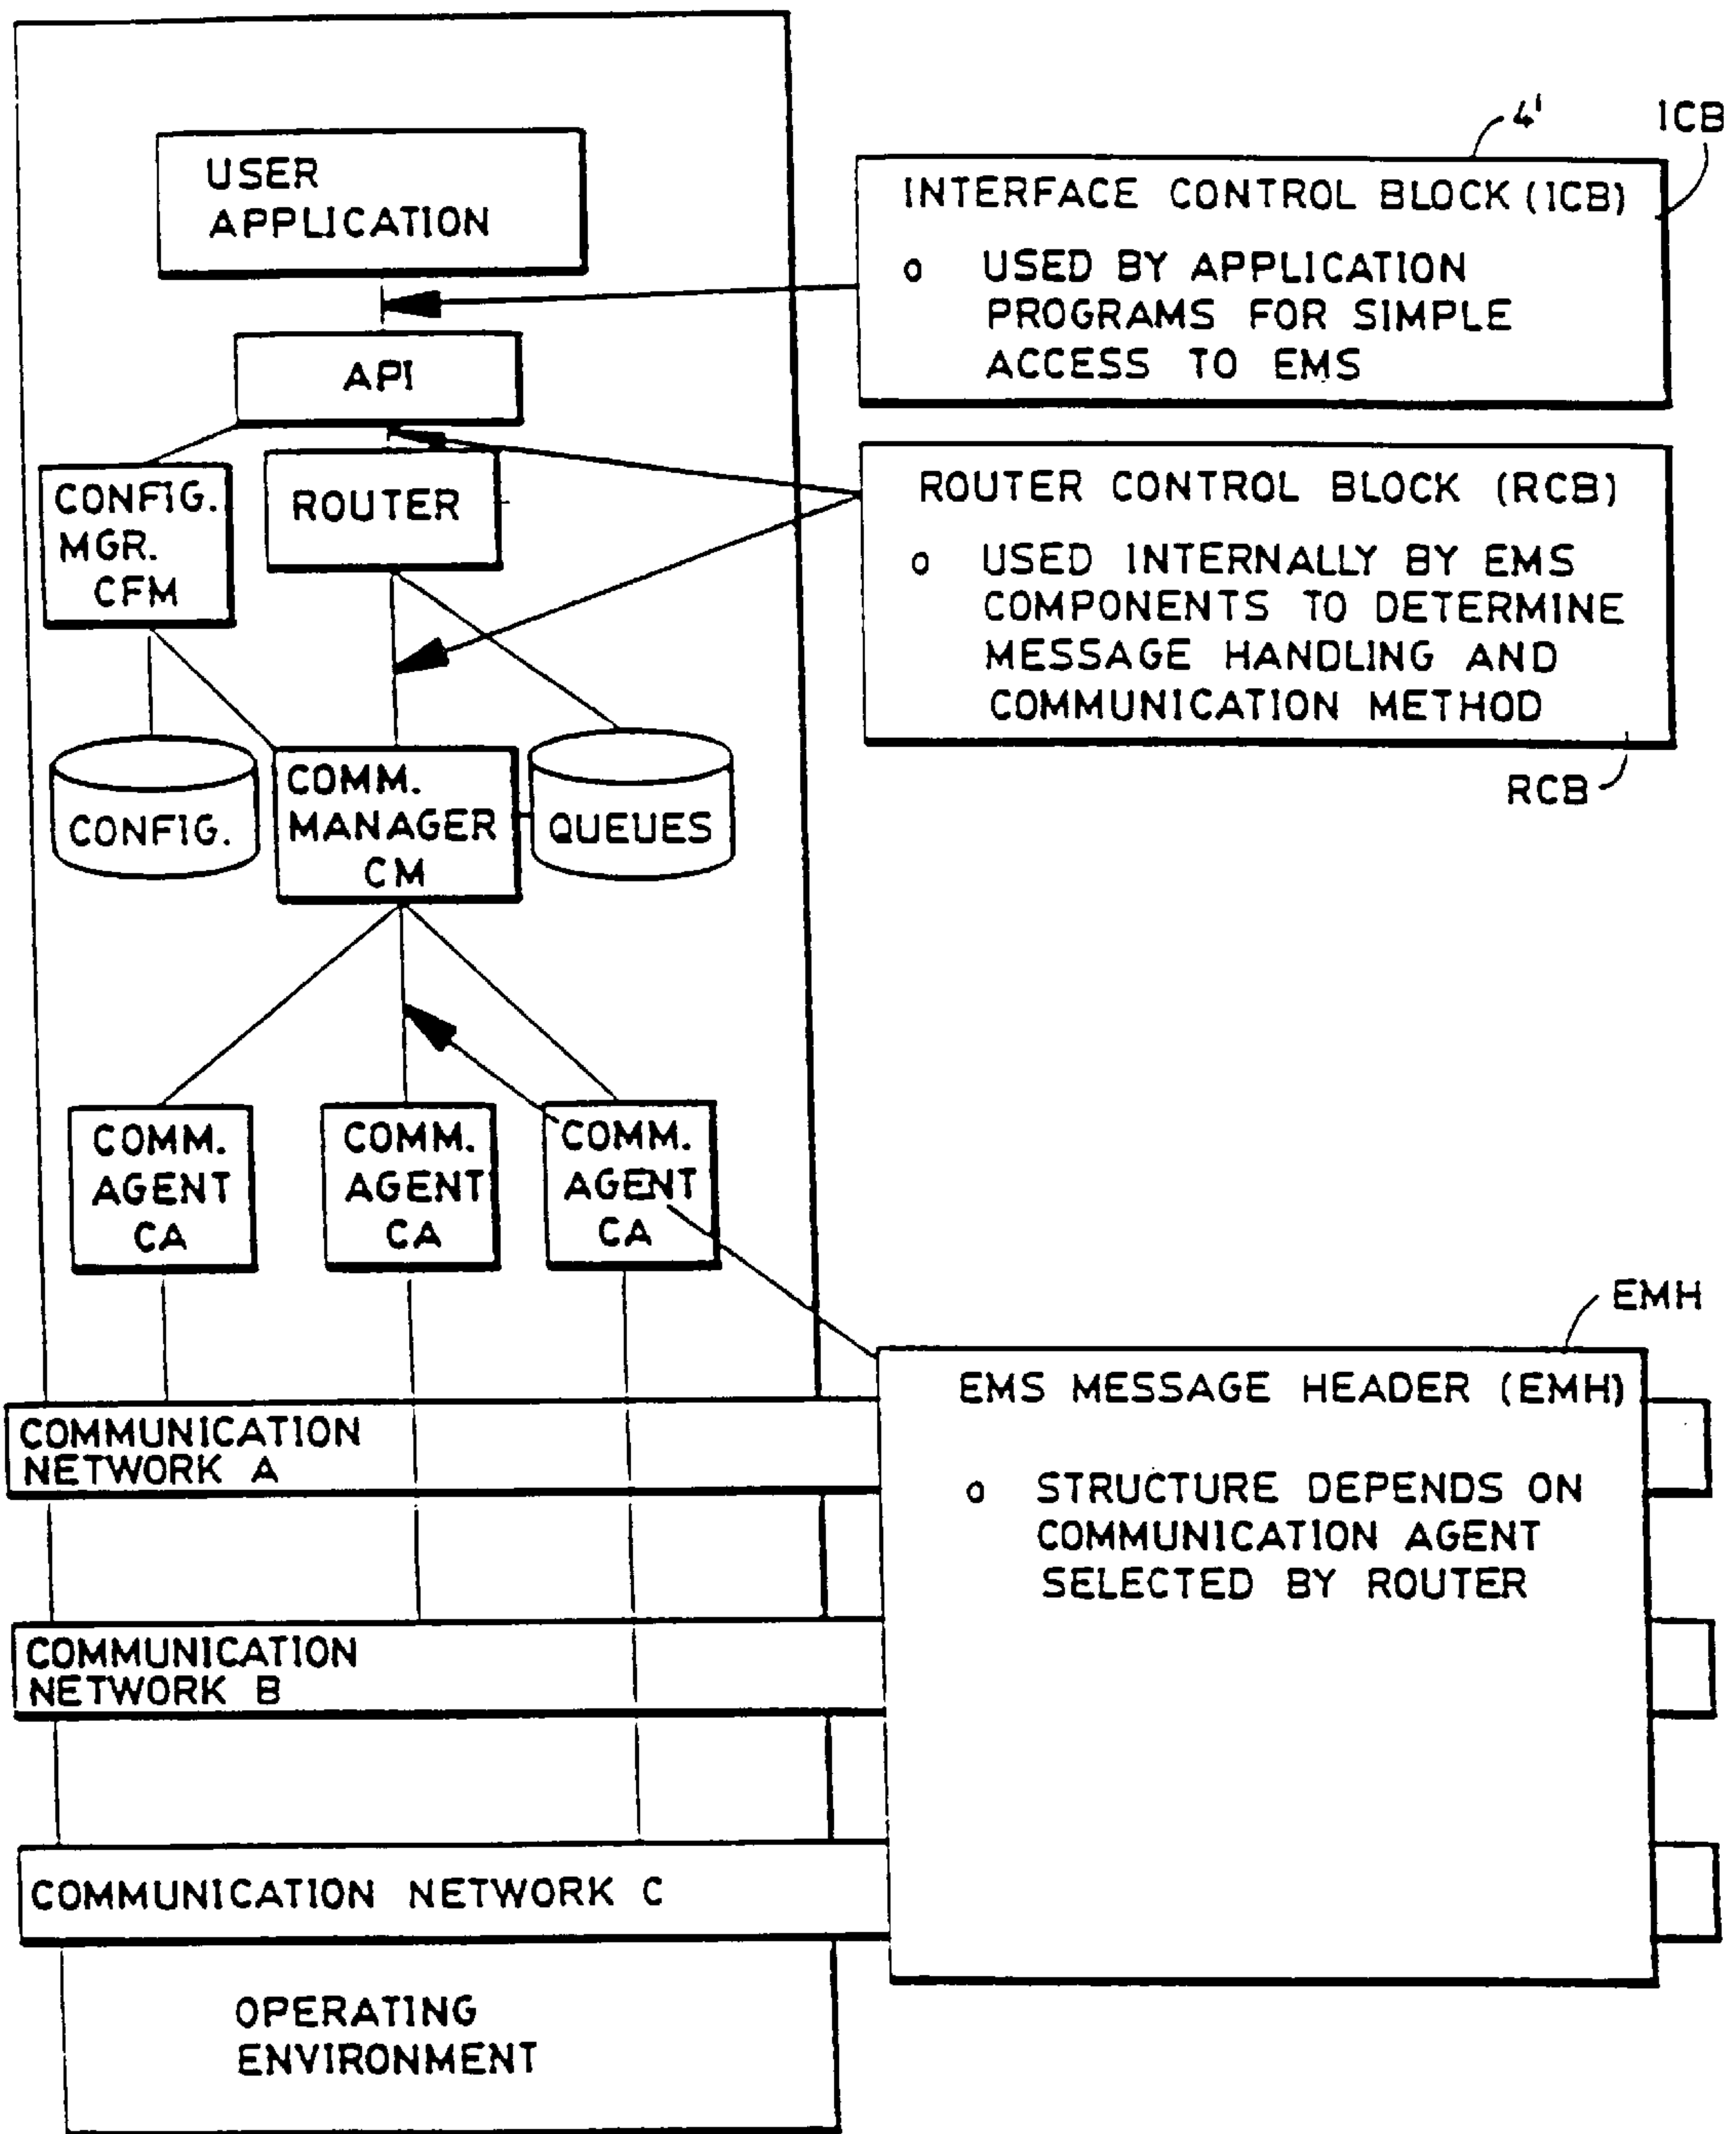 4'
ICB
USER
APPLICATION
INTERFACE CONTROL BLOCK (ICB)
o USED BY APPLICATION
PROGRAMS FOR SIMPLE
ACCESS TO EMS
API
ROUTER CONTROL BLOCK (RCB)
o USED INTERNALLY BY EMS
COMPONENTS TO DETERMINE
MESSAGE HANDLING AND
COMMUNICATION METHOD
RCB
CONFIG.
MGR.
CFM
ROUTER
CONFIG.
COMM.
MANAGER
CM
QUEUES
COMM.
AGENT
CA
COMM.
AGENT
CA
COMM.
AGENT
CA
EMH
EMS MESSAGE HEADER (EMH)
o STRUCTURE DEPENDS ON
COMMUNICATION AGENT
SELECTED BY ROUTER
COMMUNICATION
NETWORK A
COMMUNICATION
NETWORK B
COMMUNICATION NETWORK C
OPERATING
ENVIRONMENT